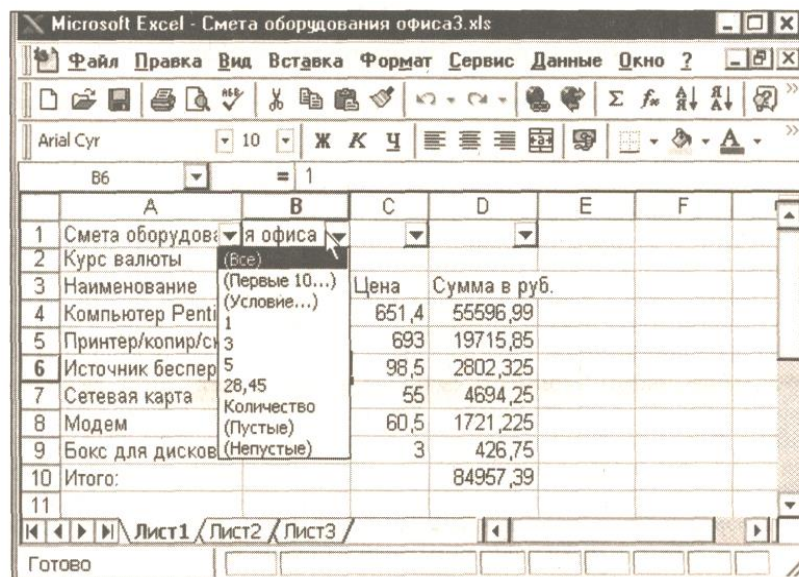 Microsoft Excel - Смета оборудования офиса3.xls
Файл Правка Вид Вставка Формат Сервис Данные Окно ?
Arial Cyr 10 Ж К Ч
B6 = 1
A B C D E F
1 Смета оборудова я офиса
2 Курс валюты (Все)
3 Наименование (Первые 10...) Цена Сумма в руб.
(Условие...)
4 Компьютер Penti 1 651,4 55596,99
5 Принтер/копир/ск 3 693 19715,85
6 Источник беспер 5 98,5 2802,325
7 Сетевая карта 28,45 55 4694,25
Количество
8 Модем (Пустые) 60,5 1721,225
9 Бокс для дисков (Непустые) 3 426,75
10 Итого: 84957,39
11
Лист1 Лист2 Лист3
Готово